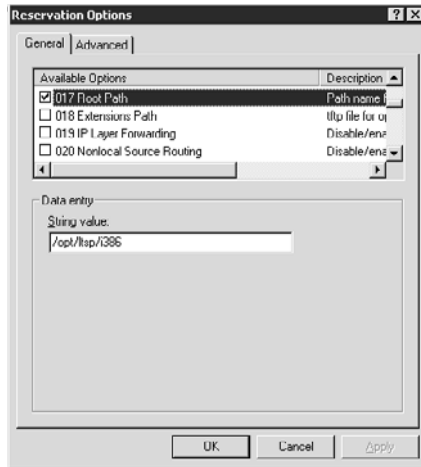 Reservation Options
General Advanced
Available Options Description
017 Root Path Path name f
018 Extensions Path tftp file for op
019 IP Layer Forwarding Disable/ena
020 Nonlocal Source Routing Disable/ena
Data entry
String value:
/opt/ltsp/i386
OK Cancel Apply